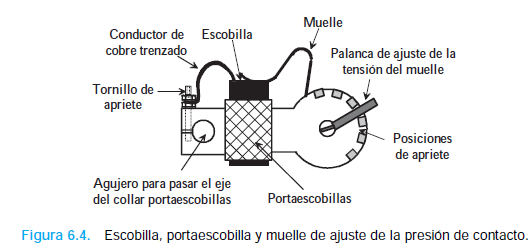 Conductor de
cobre trenzado
Escobilla
Muelle
Palanca de ajuste de la
tensión del muelle
Tornillo de
apriete
Posiciones
de apriete
Agujero para pasar el eje
del collar portaescobillas
Portaescobillas
Figura 6.4. Escobilla, portaescobilla y muelle de ajuste de la presión de contacto.